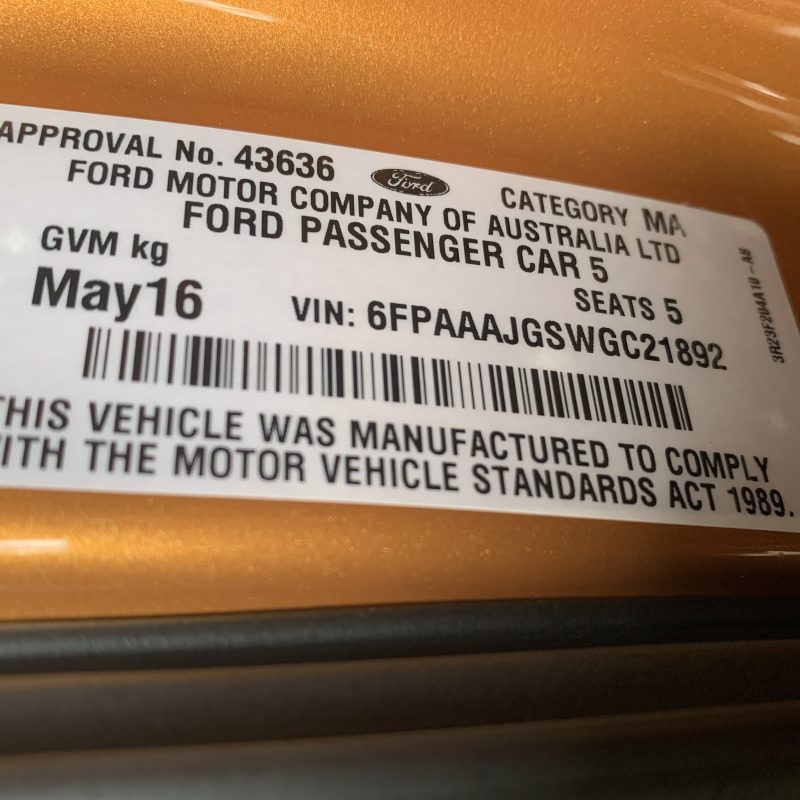 APPROVAL No. 43636 Ford CATEGORY MA
FORD MOTOR COMPANY OF AUSTRALIA LTD
FORD PASSENGER CAR 5
GVM kg SEATS 5
May16 VIN: 6FPAAAJGSWGC21892
THIS VEHICLE WAS MANUFACTURED TO COMPLY
WITH THE MOTOR VEHICLE STANDARDS ACT 1989.
3R23F204A10-AB